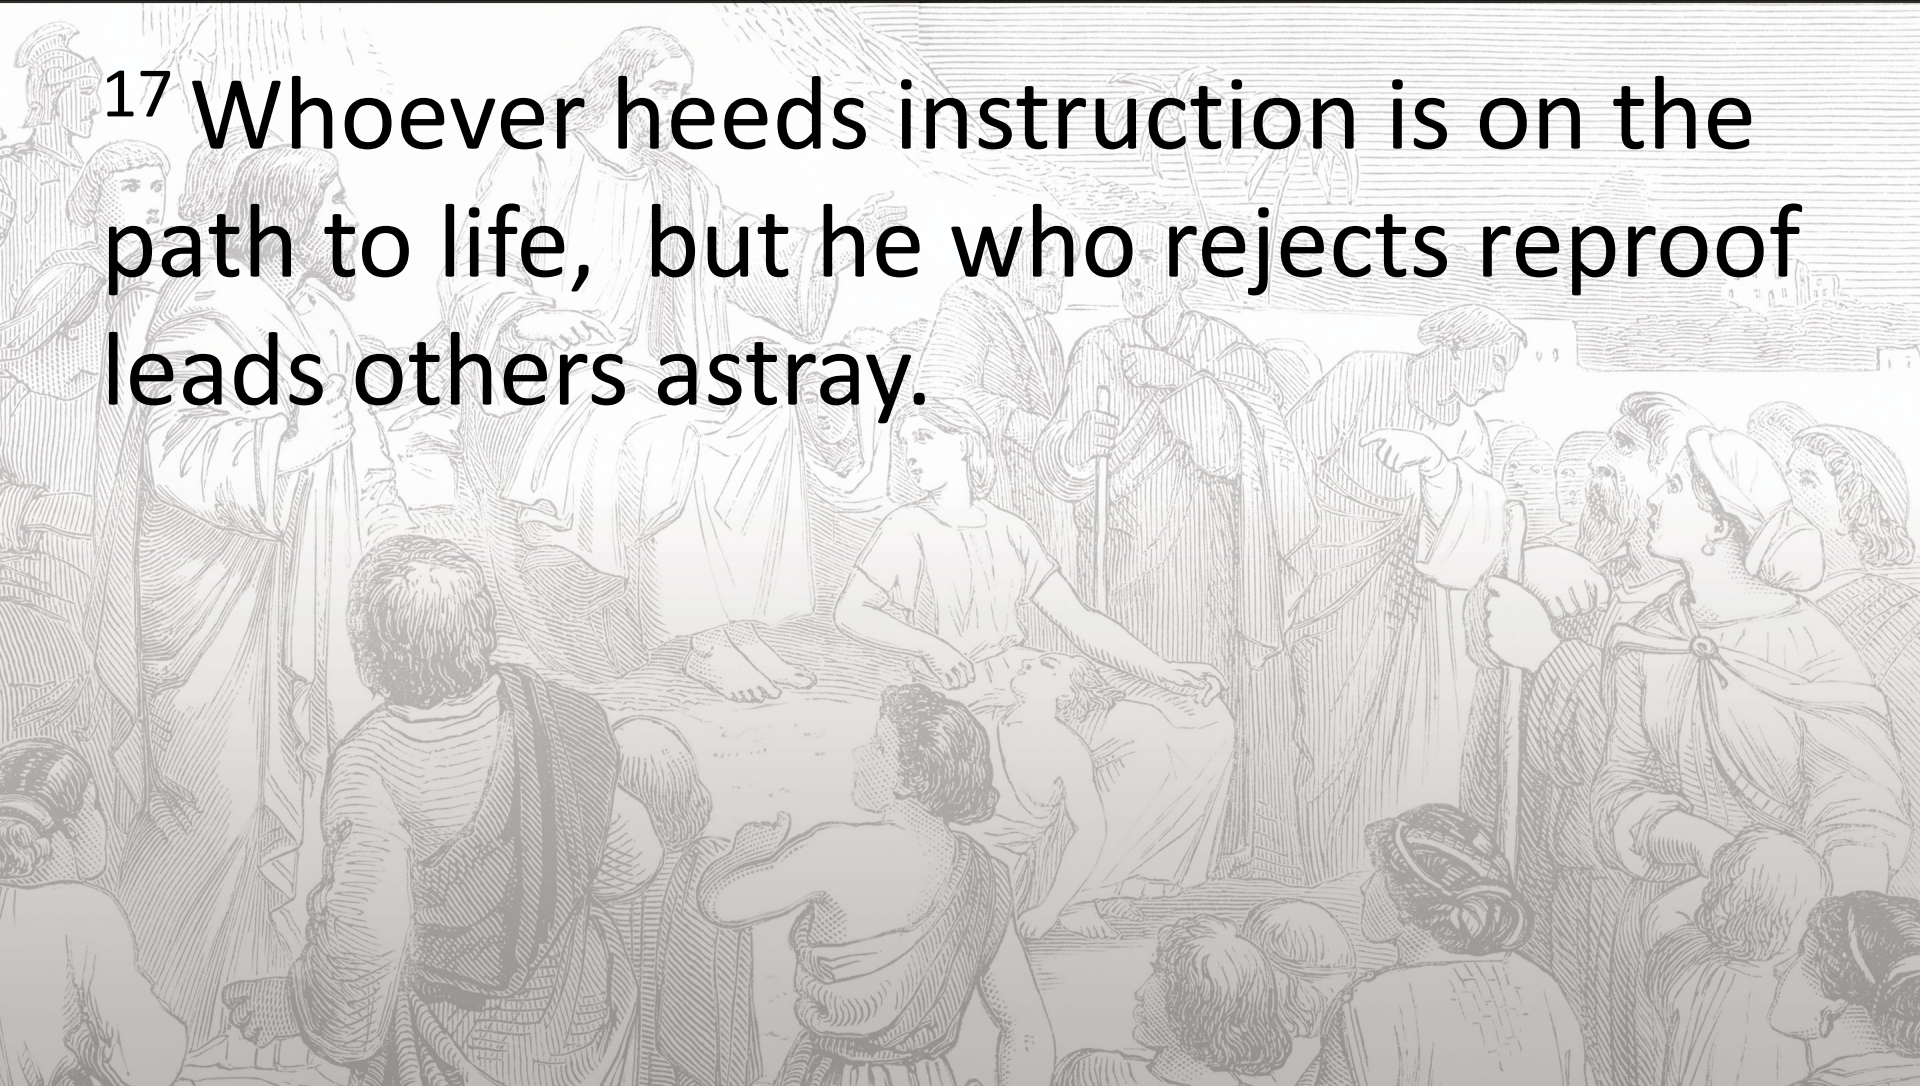 17 Whoever heeds instruction is on the
path to life,  but he who rejects reproof
leads others astray.